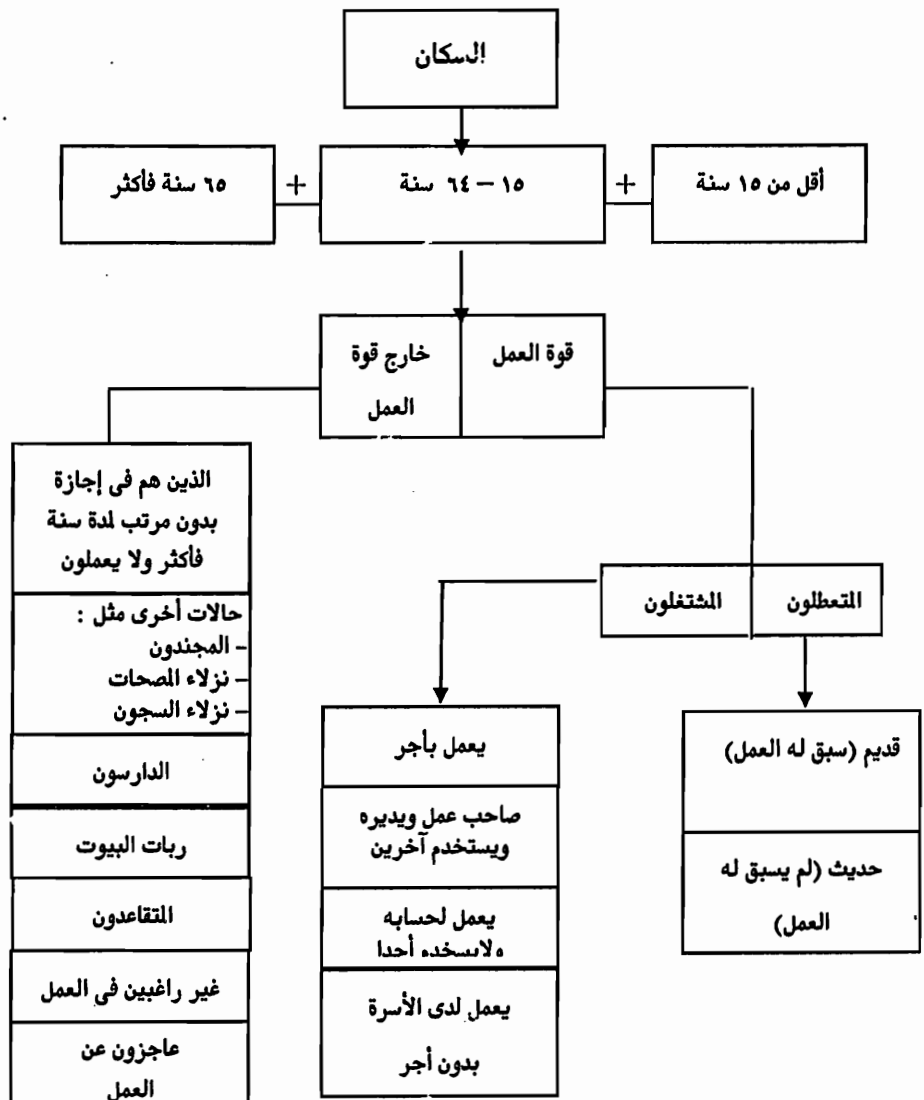 السكان
أقل من ١٥ سنة
+
١٥ – ٦٤ سنة
+
٦٥ سنة فأكثر
قوة العمل
خارج قوة
العمل
المتعطلون
المشتغلون
قديم (سبق له العمل)
حديث (لم يسبق له
العمل)
يعمل بأجر
صاحب عمل ويديره
ويستخدم آخرين
يعمل لحسابه
ولايسخدم أحدا
يعمل لدى الأسرة
بدون أجر
الذين هم فى إجازة
بدون مرتب لمدة سنة
فأكثر ولا يعملون
حالات أخرى مثل :
– المجندون
– نزلاء المصحات
– نزلاء السجون
الدارسون
ربات البيوت
المتقاعدون
غير راغبين فى العمل
عاجزون عن
العمل